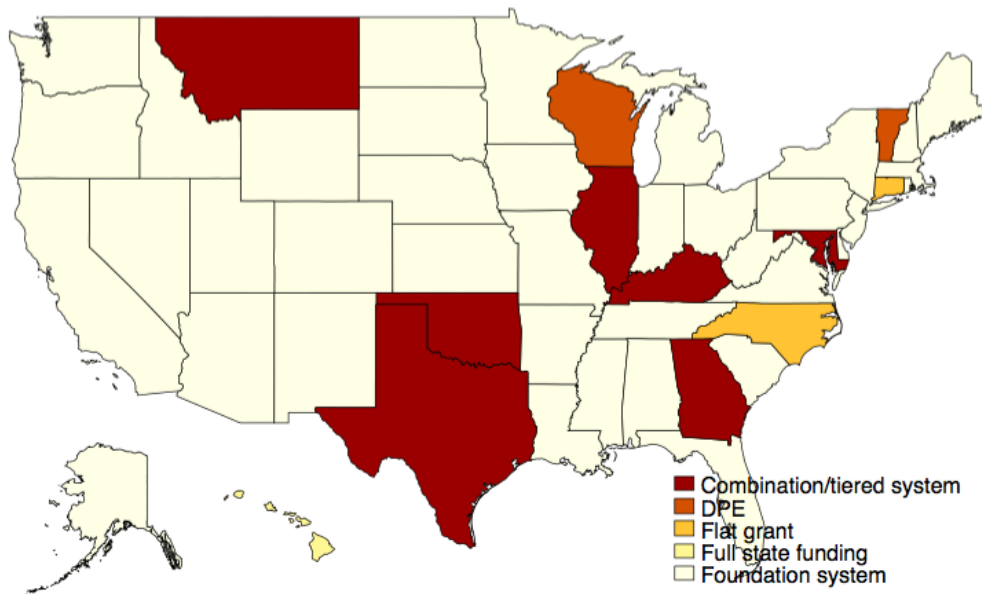 Combination/tiered system
DPE
Flat grant
Full state funding
Foundation system